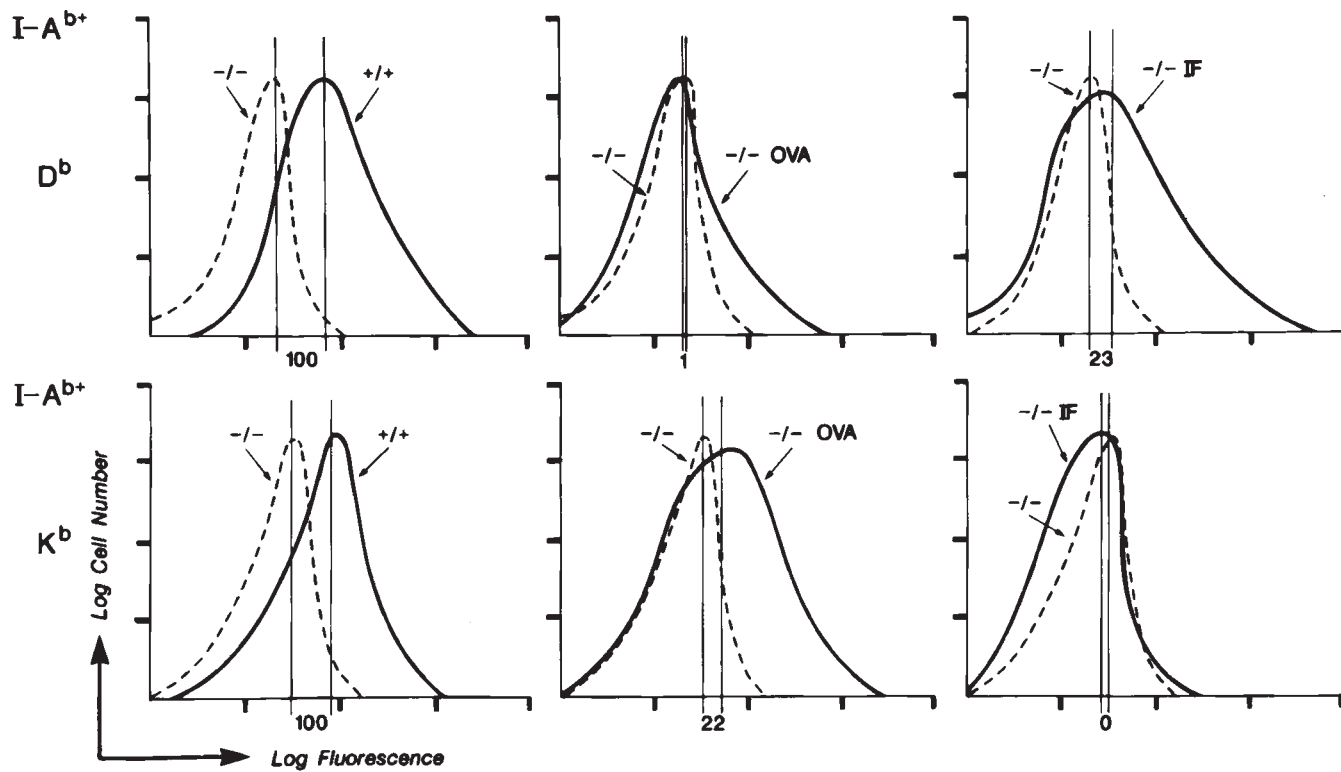 I-A^b+
D^b
-/-
+/+
100
-/-
-/- OVA
1
-/-
-/- IF
23
I-A^b+
K^b
-/-
+/+
100
-/-
-/- OVA
22
-/- IF
-/-
0
Log Cell Number
Log Fluorescence